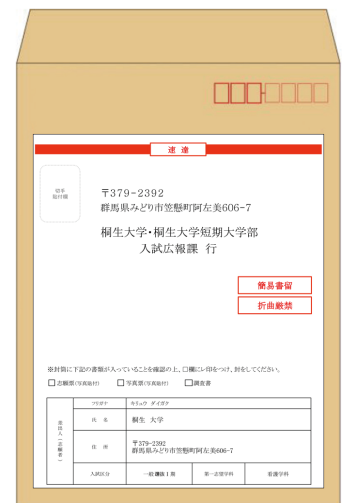 速 達
切手
貼付欄
〒379-2392
群馬県みどり市笠懸町阿左美606-7
桐生大学・桐生大学短期大学部
入試広報課 行
簡易書留
折曲厳禁
※封筒に下記の書類が入っていることを確認の上、□欄にレ印をつけ、封をしてください。
□志願票(写真貼付) □写真票(写真貼付) □調査書
差出人(志願者)
フリガナ キリュウ ダイガク
氏 名 桐生 大学
住 所 〒379-2392
群馬県みどり市笠懸町阿左美606-7
入試区分 一般選抜1期 第一志望学科 看護学科